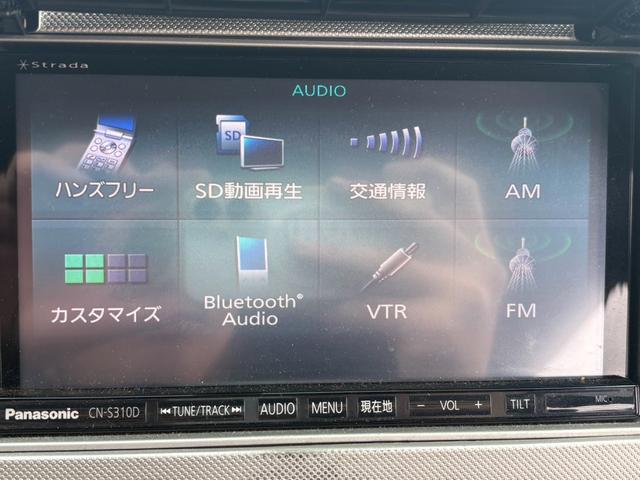 Strada
AUDIO
ハンズフリー
SD
SD動画再生
交通情報
AM
カスタマイズ
Bluetooth®
Audio
VTR
FM
Panasonic CN-S310D
TUNE/TRACK
AUDIO
MENU
現在地
− VOL +
TILT
MIC